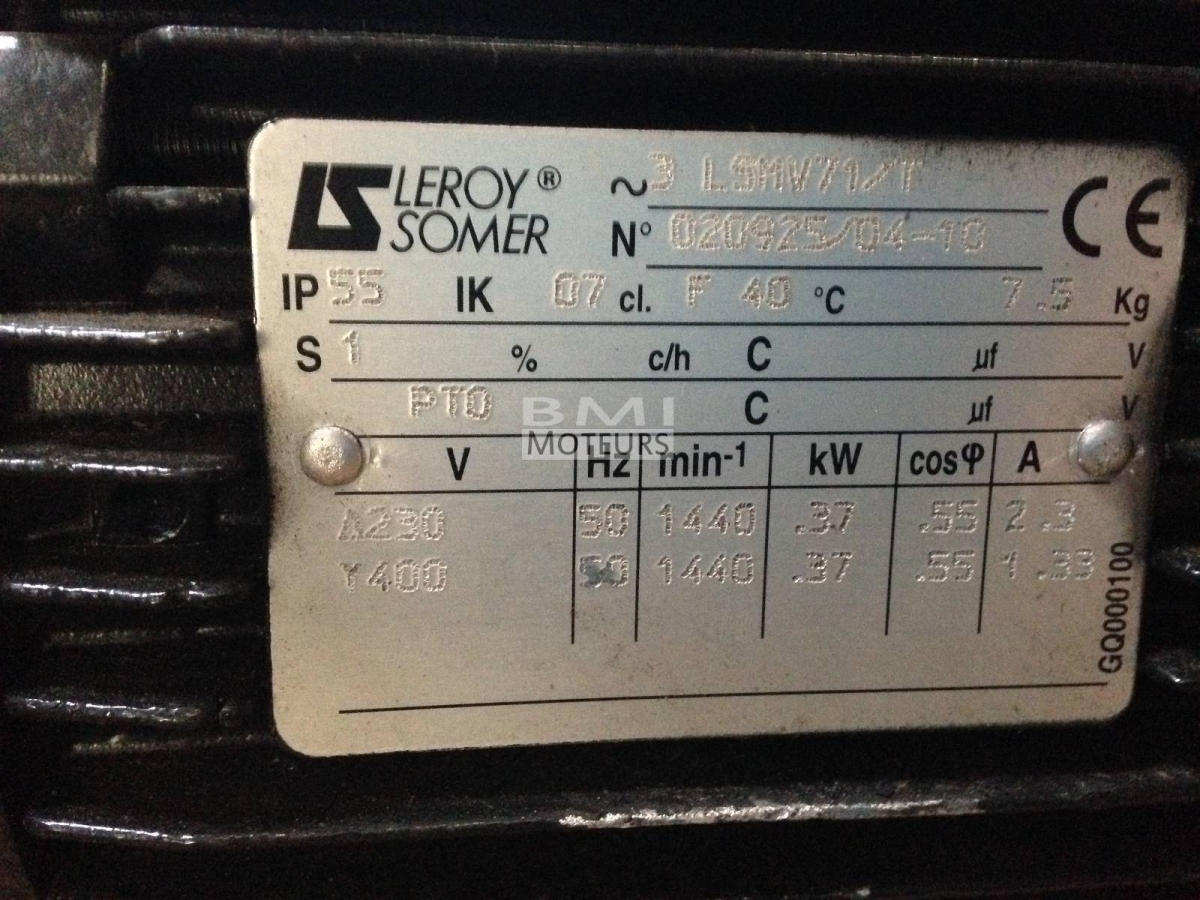 LEROY® ~ 3 LSMV71/T
SOMER N° 020925/04-10 CE
IP 55 IK 07 cl. F 40 °C 7.5 Kg
S 1 % c/h C µf V
PTO C µf V
BMI
MOTEURS
V Hz min-1 kW cosφ A
Δ230 50 1440 .37 .55 2.3
Y400 50 1440 .37 .55 1.33
GQ000100